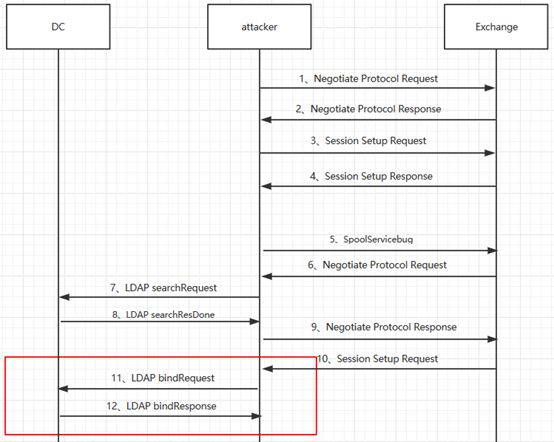 DC
attacker
Exchange
1、Negotiate Protocol Request
2、Negotiate Protocol Response
3、Session Setup Request
4、Session Setup Response
5、SpoolServicebug
6、Negotiate Protocol Request
7、LDAP searchRequest
8、LDAP searchResDone
9、Negotiate Protocol Response
10、Session Setup Request
11、LDAP bindRequest
12、LDAP bindResponse